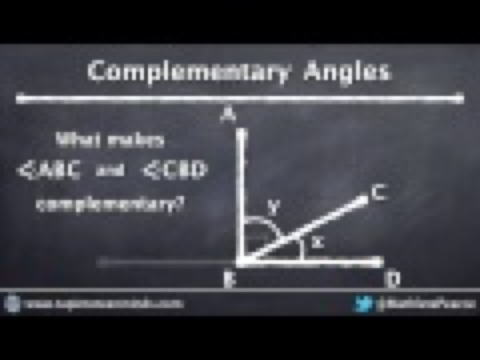 Complementary Angles
A
What makes
∢ABC and ∢CBD
complementary?
C
y
x
B
D